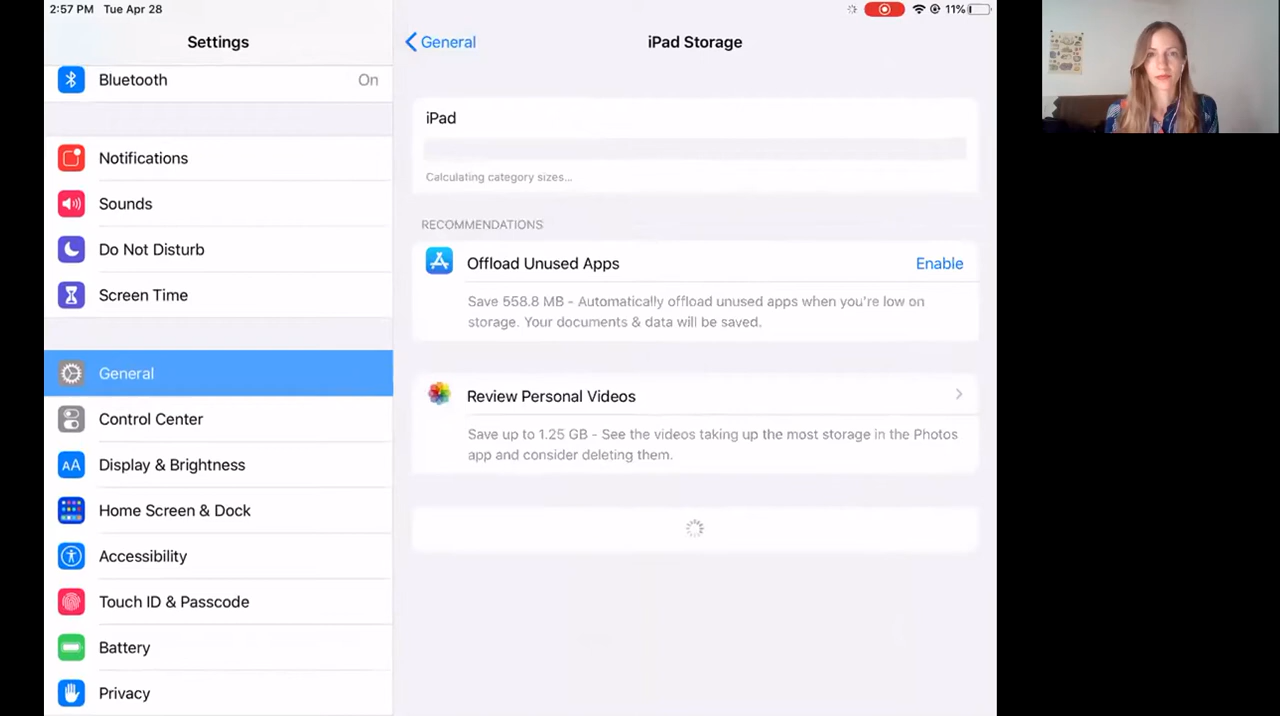 2:57 PM Tue Apr 28
11%
Settings
General
iPad Storage
Bluetooth
On
Notifications
Sounds
Do Not Disturb
Screen Time
General
Control Center
Display & Brightness
AA
Home Screen & Dock
Accessibility
Touch ID & Passcode
Battery
Privacy
iPad
Calculating category sizes...
RECOMMENDATIONS
Offload Unused Apps
Enable
Save 558.8 MB - Automatically offload unused apps when you're low on
storage. Your documents & data will be saved.
Review Personal Videos
Save up to 1.25 GB - See the videos taking up the most storage in the Photos
app and consider deleting them.